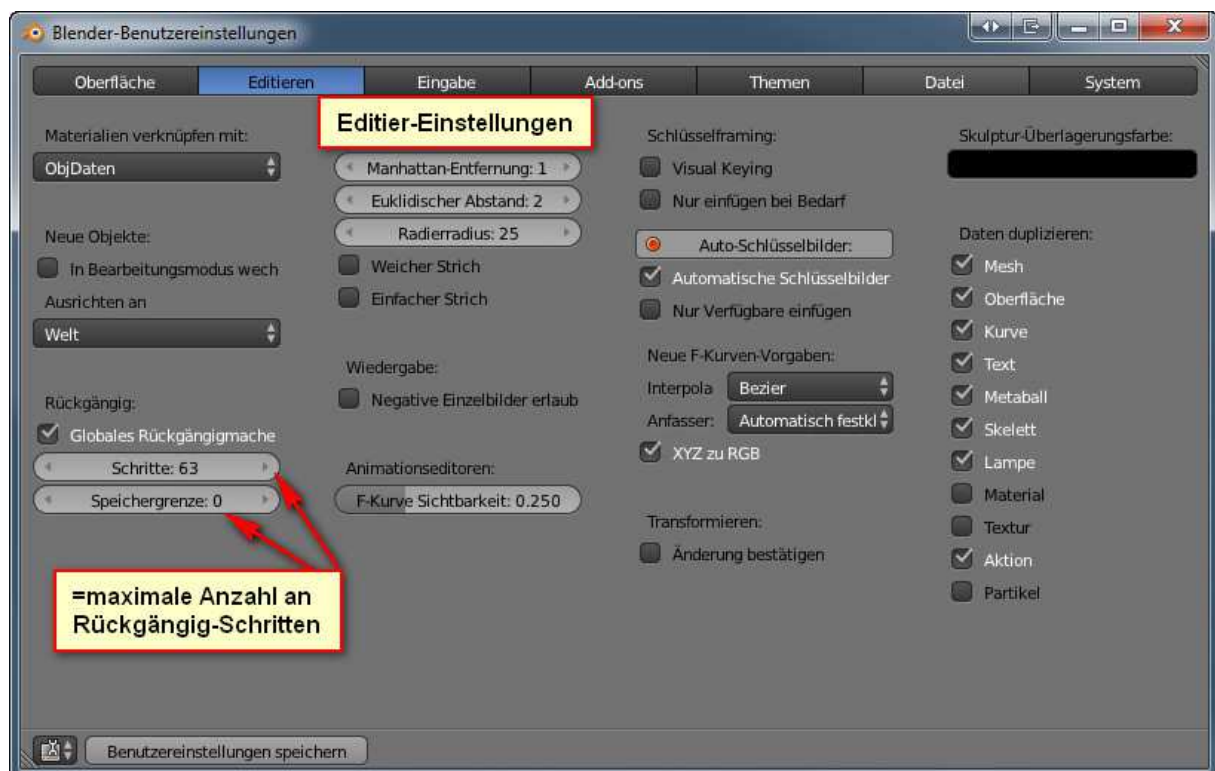 Blender-Benutzereinstellungen
Oberfläche
Editieren
Eingabe
Add-ons
Themen
Datei
System
Editier-Einstellungen
Materialien verknüpfen mit:
ObjDaten
Neue Objekte:
In Bearbeitungsmodus wech
Ausrichten an
Welt
Rückgängig:
Globales Rückgängigmache
Schritte: 63
Speichergrenze: 0
=maximale Anzahl an
Rückgängig-Schritten
Manhattan-Entfernung: 1
Euklidischer Abstand: 2
Radierradius: 25
Weicher Strich
Einfacher Strich
Wiedergabe:
Negative Einzelbilder erlaub
Animationseditoren:
F-Kurve Sichtbarkeit: 0.250
Schlüsselframing:
Visual Keying
Nur einfügen bei Bedarf
Auto-Schlüsselbilder:
Automatische Schlüsselbilder
Nur Verfügbare einfügen
Neue F-Kurven-Vorgaben:
Interpola Bezier
Anfasser: Automatisch festkl
XYZ zu RGB
Transformieren:
Änderung bestätigen
Skulptur-Überlagerungsfarbe:
Daten duplizieren:
Mesh
Oberfläche
Kurve
Text
Metaball
Skelett
Lampe
Material
Textur
Aktion
Partikel
Benutzereinstellungen speichern